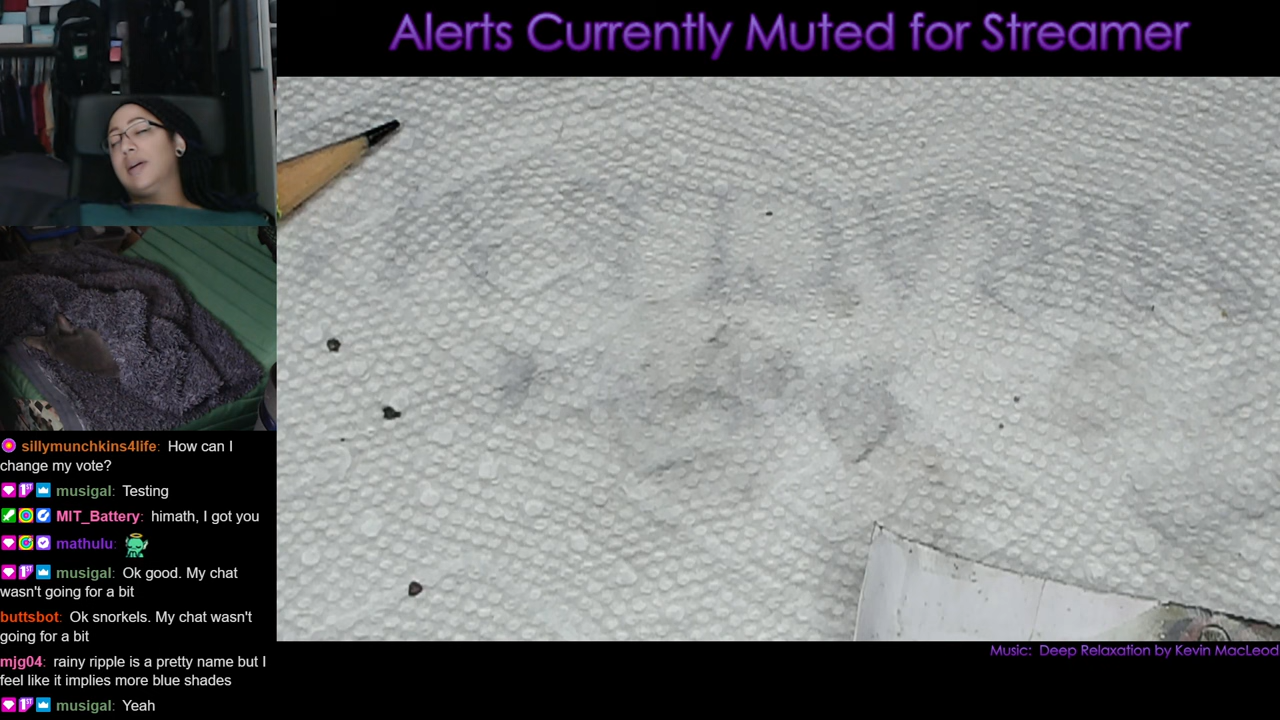 Alerts Currently Muted for Streamer
sillymunchkins4life: How can I
change my vote?
musigal: Testing
MIT_Battery: himath, I got you
mathulu:
musigal: Ok good. My chat
wasn't going for a bit
buttsbot: Ok snorkels. My chat wasn't
going for a bit
mjg04: rainy ripple is a pretty name but I
feel like it implies more blue shades
musigal: Yeah
Music: Deep Relaxation by Kevin MacLeod